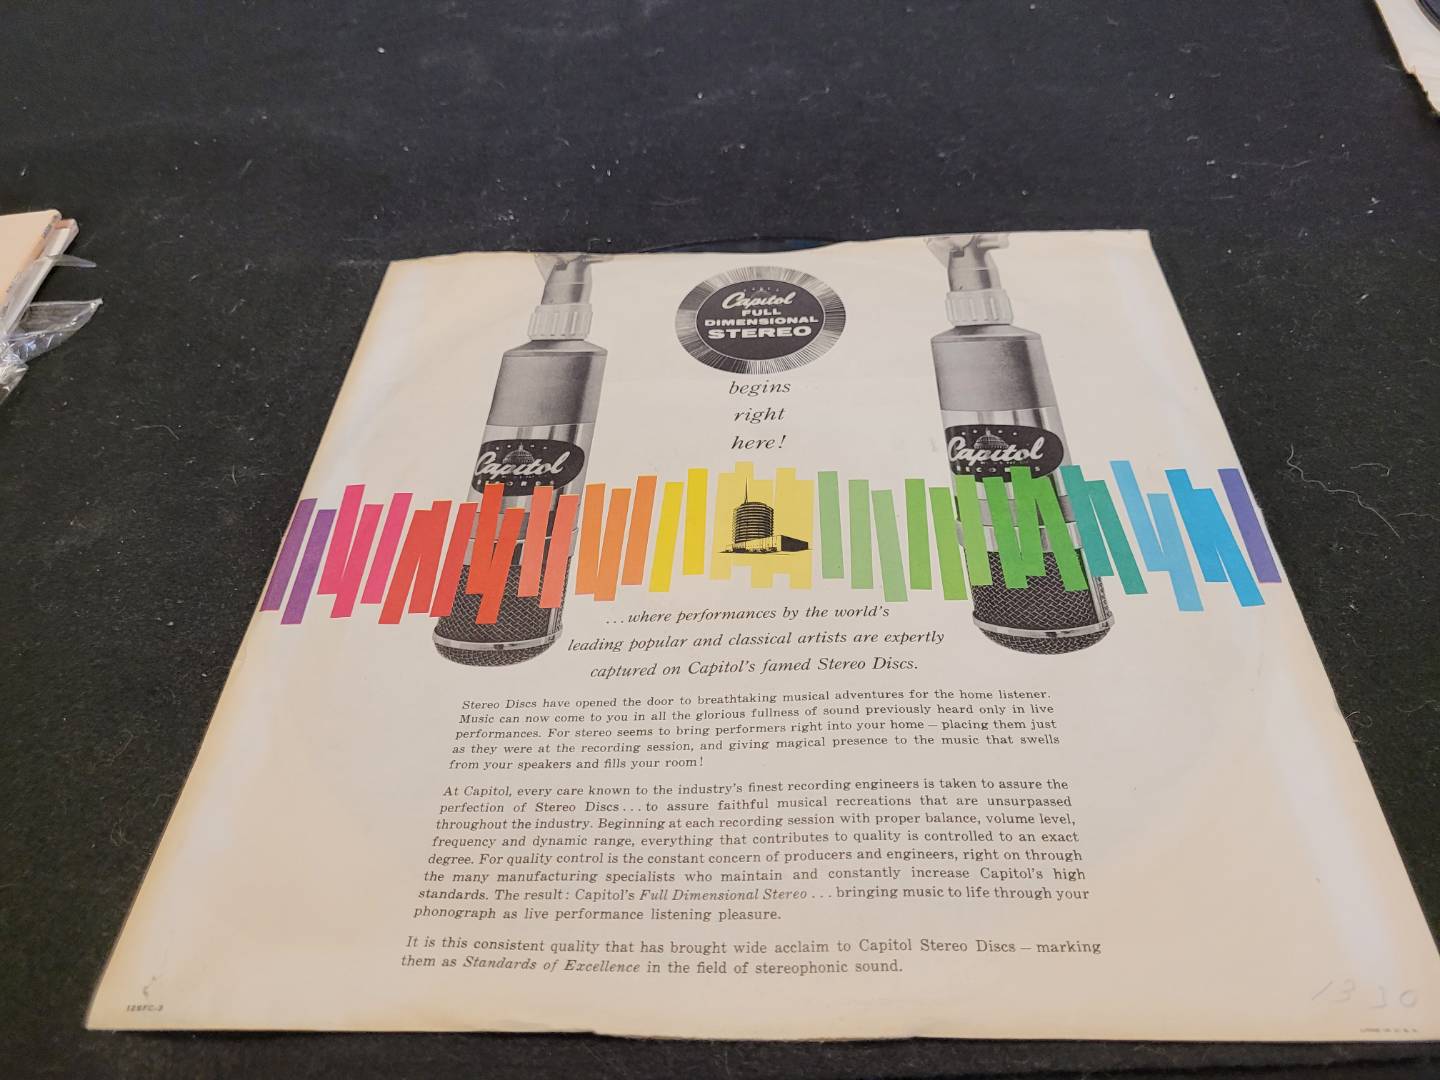 Capitol
FULL
DIMENSIONAL
STEREO
begins
right
here!
Capitol
RECORDS
Capitol
RECORDS
...where performances by the world's
leading popular and classical artists are expertly
captured on Capitol's famed Stereo Discs.
Stereo Discs have opened the door to breathtaking musical adventures for the home listener.
Music can now come to you in all the glorious fullness of sound previously heard only in live
performances. For stereo seems to bring performers right into your home — placing them just
as they were at the recording session, and giving magical presence to the music that swells
from your speakers and fills your room!
At Capitol, every care known to the industry's finest recording engineers is taken to assure the
perfection of Stereo Discs...to assure faithful musical recreations that are unsurpassed
throughout the industry. Beginning at each recording session with proper balance, volume level,
frequency and dynamic range, everything that contributes to quality is controlled to an exact
degree. For quality control is the constant concern of producers and engineers, right on through
the many manufacturing specialists who maintain and constantly increase Capitol's high
standards. The result: Capitol's Full Dimensional Stereo...bringing music to life through your
phonograph as live performance listening pleasure.
It is this consistent quality that has brought wide acclaim to Capitol Stereo Discs — marking
them as Standards of Excellence in the field of stereophonic sound.